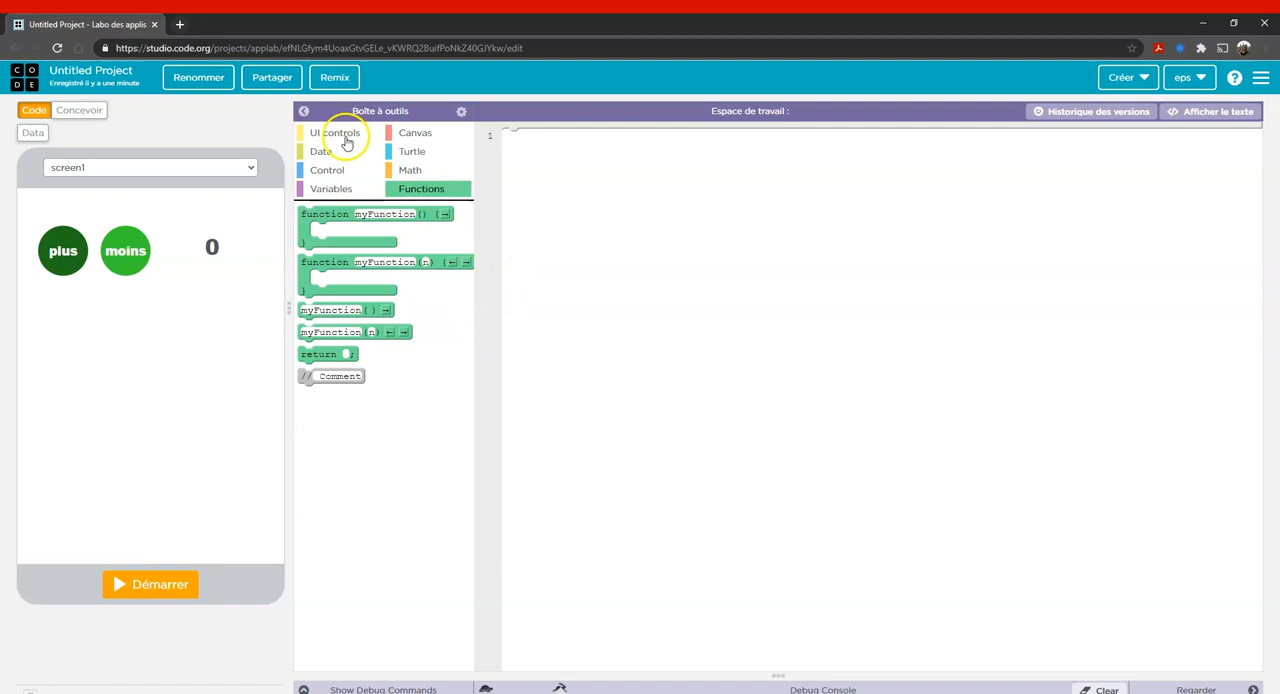 Untitled Project - Labo des applis
https://studio.code.org/projects/applab/efNLGfym4UoaxGtvGELe_vKWRQ2BuifPoNkZ40GJYkw/edit
CO
DE
Untitled Project
Enregistré il y a une minute
Renommer
Partager
Remix
Créer
eps
Code
Concevoir
Data
screen1
plus
moins
0
Démarrer
Boîte à outils
UI controls
Canvas
Data
Turtle
Control
Math
Variables
Functions
function myFunction() {
}
function myFunction(n) {
}
myFunction()
myFunction(n)
return ;
// Comment
Espace de travail :
Historique des versions
</> Afficher le texte
1
Show Debug Commands
Debug Console
Clear
Regarder